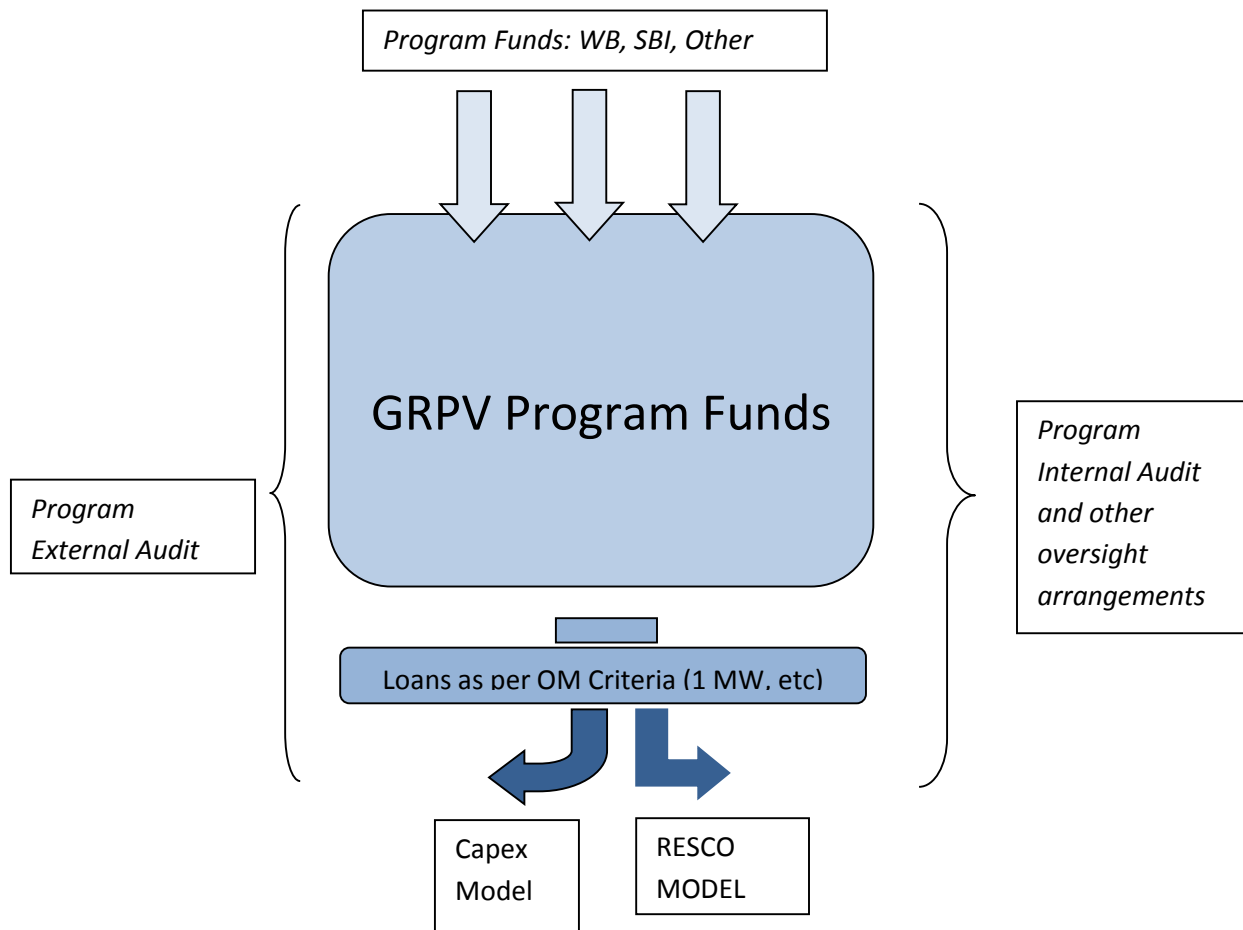 Program Funds: WB, SBI, Other
GRPV Program Funds
Program
External Audit
Program
Internal Audit
and other
oversight
arrangements
Loans as per OM Criteria (1 MW, etc)
Capex
Model
RESCO
MODEL